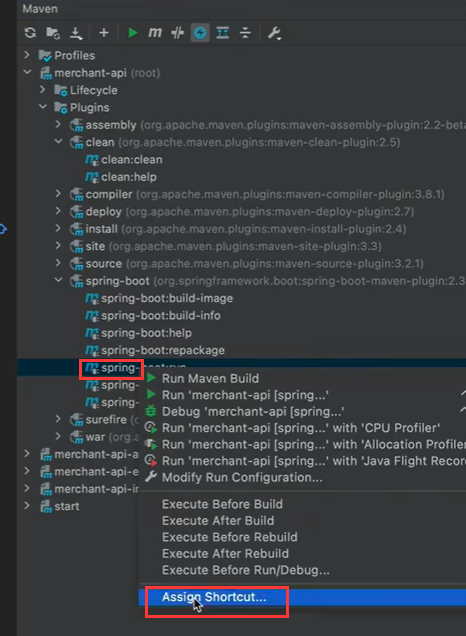 Maven
Profiles
merchant-api (root)
Lifecycle
Plugins
assembly (org.apache.maven.plugins:maven-assembly-plugin:2.2-beta
clean (org.apache.maven.plugins:maven-clean-plugin:2.5)
clean:clean
clean:help
compiler (org.apache.maven.plugins:maven-compiler-plugin:3.8.1)
deploy (org.apache.maven.plugins:maven-deploy-plugin:2.7)
install (org.apache.maven.plugins:maven-install-plugin:2.4)
site (org.apache.maven.plugins:maven-site-plugin:3.3)
source (org.apache.maven.plugins:maven-source-plugin:3.2.1)
spring-boot (org.springframework.boot:spring-boot-maven-plugin:2.3
spring-boot:build-image
spring-boot:build-info
spring-boot:help
spring-boot:repackage
spring-boot:run
spring-
spring-
surefire (org.a
war (org.a
merchant-api-a
merchant-api-e
merchant-api-in
start
Run Maven Build
Run 'merchant-api [spring...'
Debug 'merchant-api [spring...'
Run 'merchant-api [spring...' with 'CPU Profiler'
Run 'merchant-api [spring...' with 'Allocation Profiler
Run 'merchant-api [spring...' with 'Java Flight Recor
Modify Run Configuration...
Execute Before Build
Execute After Build
Execute Before Rebuild
Execute After Rebuild
Execute Before Run/Debug...
Assign Shortcut...